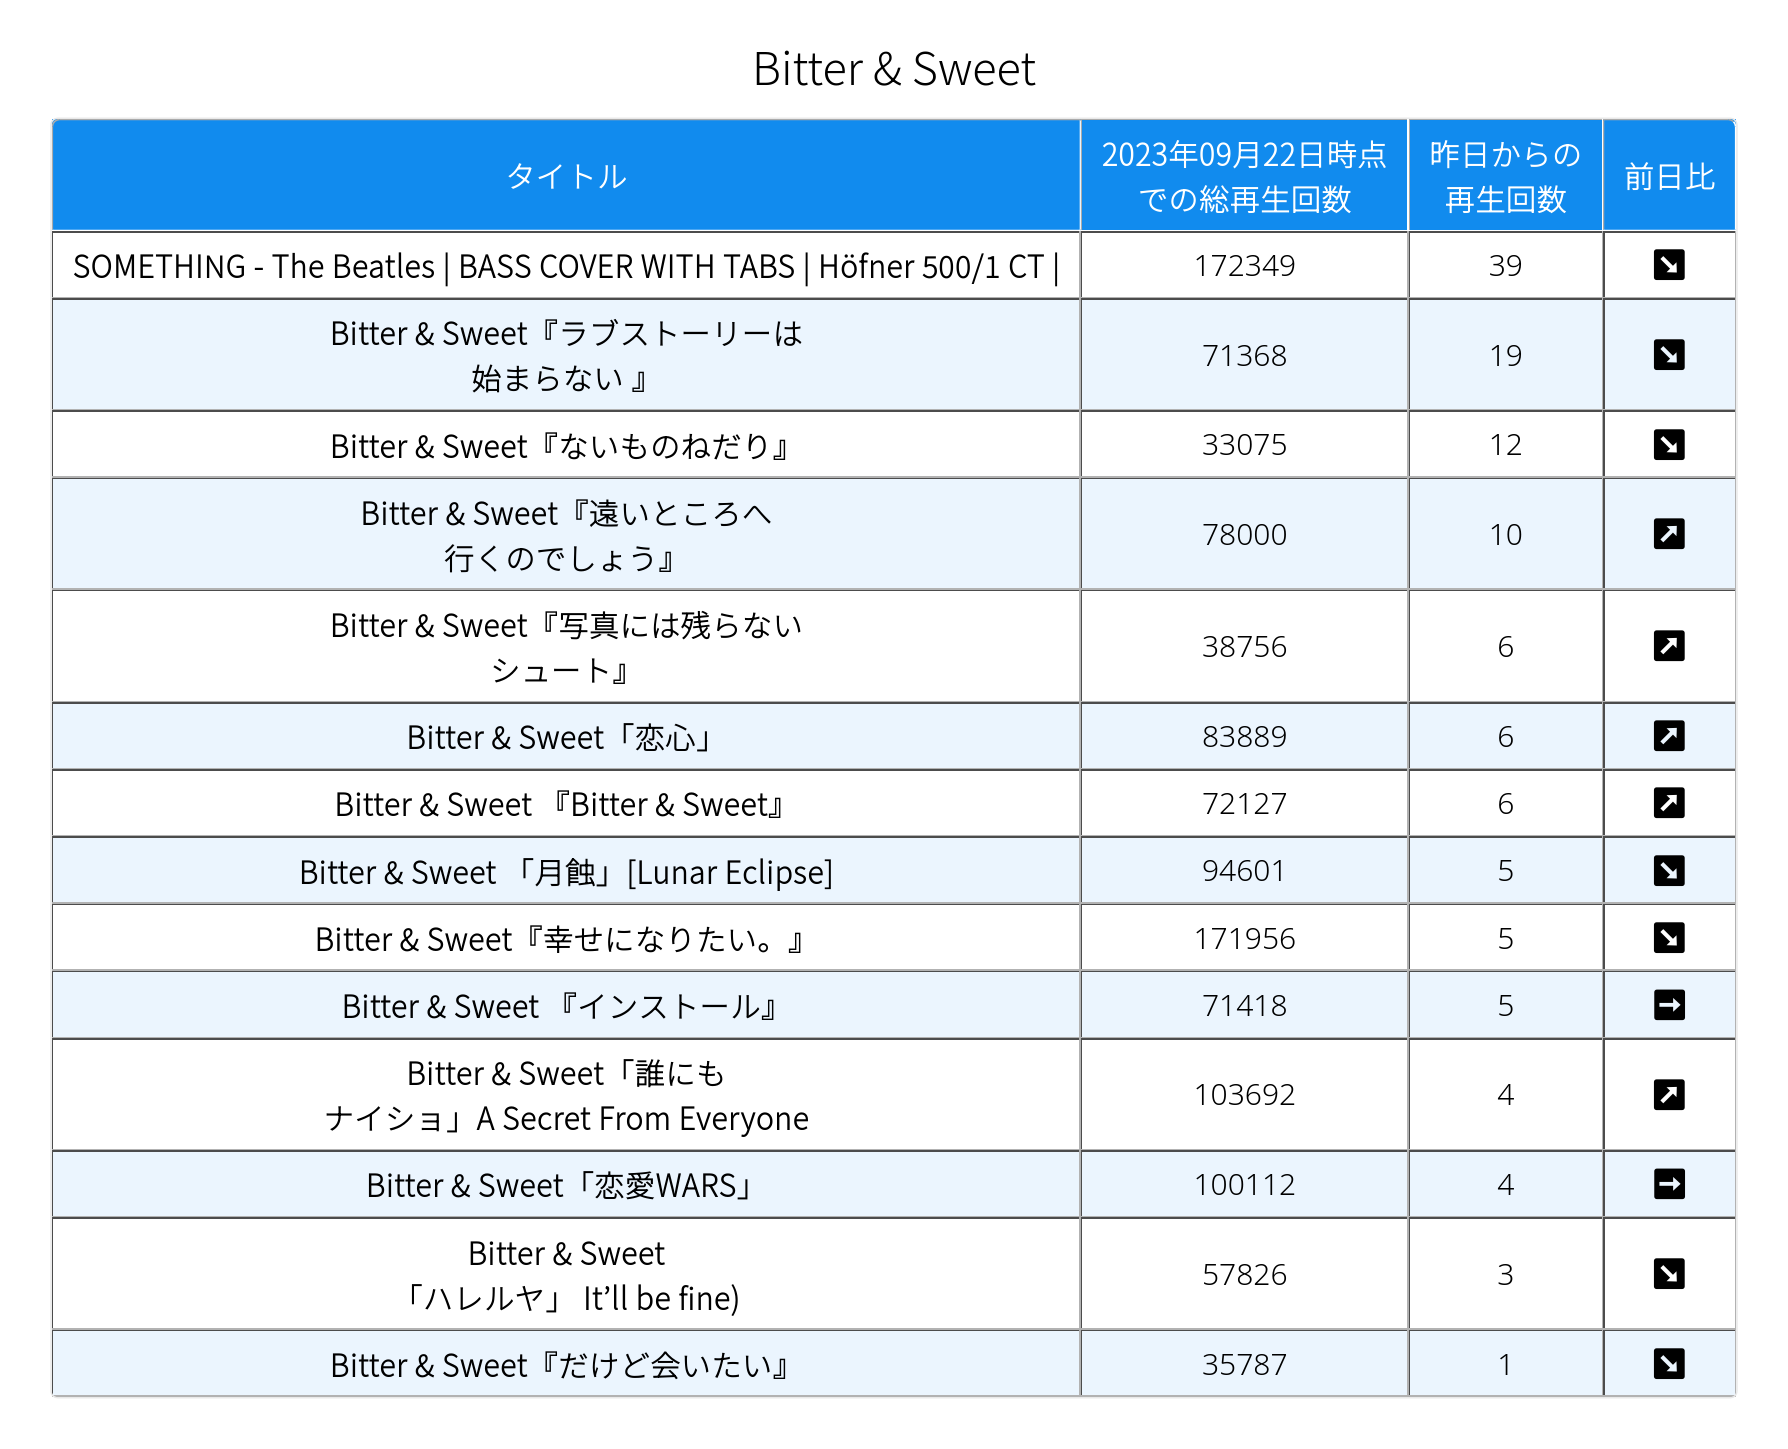 Bitter & Sweet
タイトル
2023年09月22日時点
での総再生回数
昨日からの
再生回数
前日比
SOMETHING - The Beatles | BASS COVER WITH TABS | Höfner 500/1 CT |
172349
39
Bitter & Sweet『ラブストーリーは
始まらない 』
71368
19
Bitter & Sweet『ないものねだり』
33075
12
Bitter & Sweet『遠いところへ
行くのでしょう』
78000
10
Bitter & Sweet『写真には残らない
シュート』
38756
6
Bitter & Sweet「恋心」
83889
6
Bitter & Sweet 『Bitter & Sweet』
72127
6
Bitter & Sweet 「月蝕」[Lunar Eclipse]
94601
5
Bitter & Sweet『幸せになりたい。』
171956
5
Bitter & Sweet 『インストール』
71418
5
Bitter & Sweet「誰にも
ナイショ」A Secret From Everyone
103692
4
Bitter & Sweet「恋愛WARS」
100112
4
Bitter & Sweet
「ハレルヤ」 It’ll be fine)
57826
3
Bitter & Sweet『だけど会いたい』
35787
1